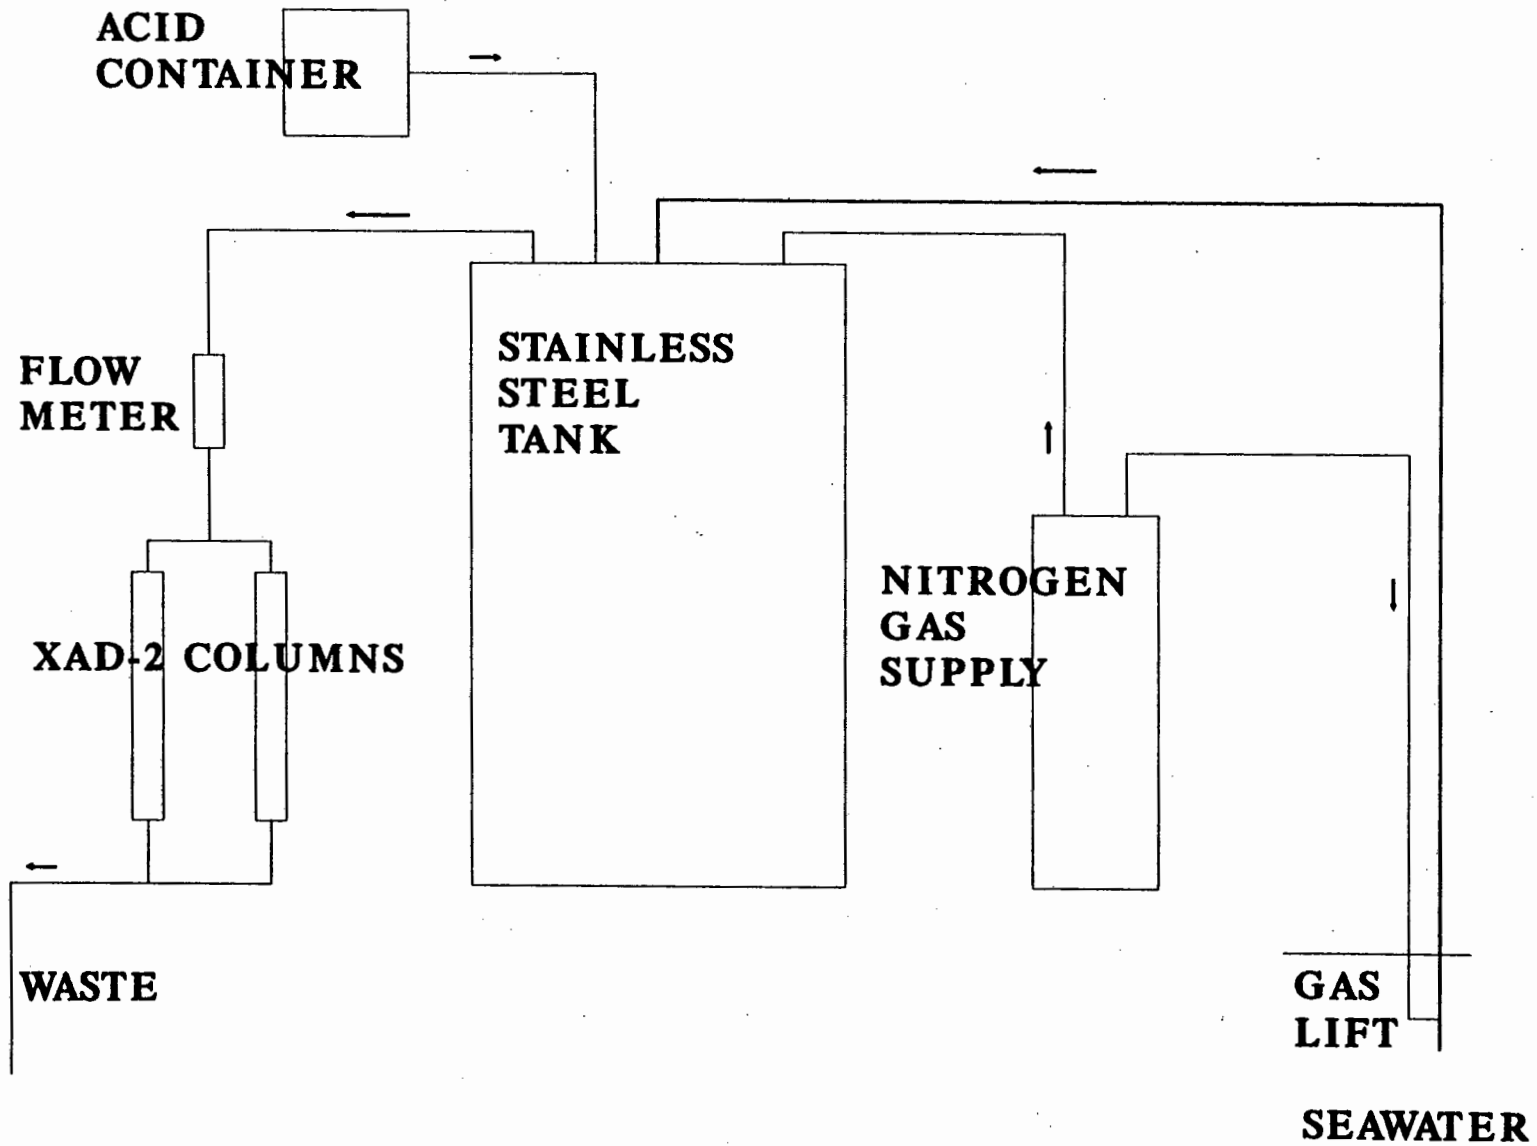 ACID
CONTAINER
STAINLESS
STEEL
TANK
FLOW
METER
NITROGEN
GAS
SUPPLY
XAD-2 COLUMNS
WASTE
GAS
LIFT
SEAWATER